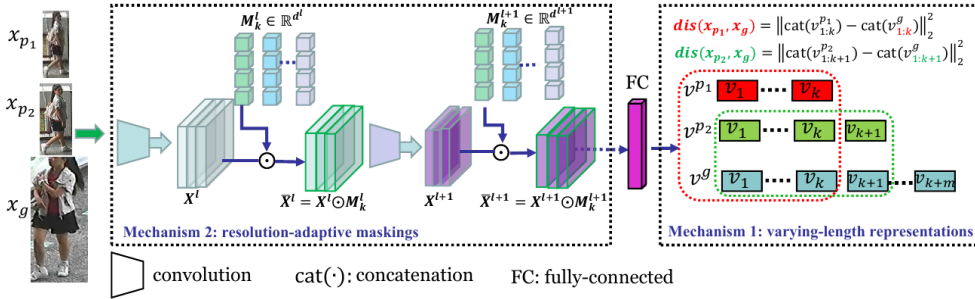 x_{p_1}
x_{p_2}
x_g
M_k^l ∈ ℝ^{d^l}
X^l
X̄^l = X^l⊙M_k^l
M_k^{l+1} ∈ ℝ^{d^{l+1}}
X^{l+1}
X̄^{l+1} = X^{l+1}⊙M_k^{l+1}
Mechanism 2: resolution-adaptive maskings
FC
dis(x_{p_1}, x_g) = ‖cat(v_{1:k}^{p_1}) − cat(v_{1:k}^g)‖_2^2
dis(x_{p_2}, x_g) = ‖cat(v_{1:k+1}^{p_2}) − cat(v_{1:k+1}^g)‖_2^2
v^{p_1} v_1 v_k
v^{p_2} v_1 v_k v_{k+1}
v^g v_1 v_k v_{k+1} v_{k+m}
Mechanism 1: varying-length representations
convolution cat(·): concatenation FC: fully-connected